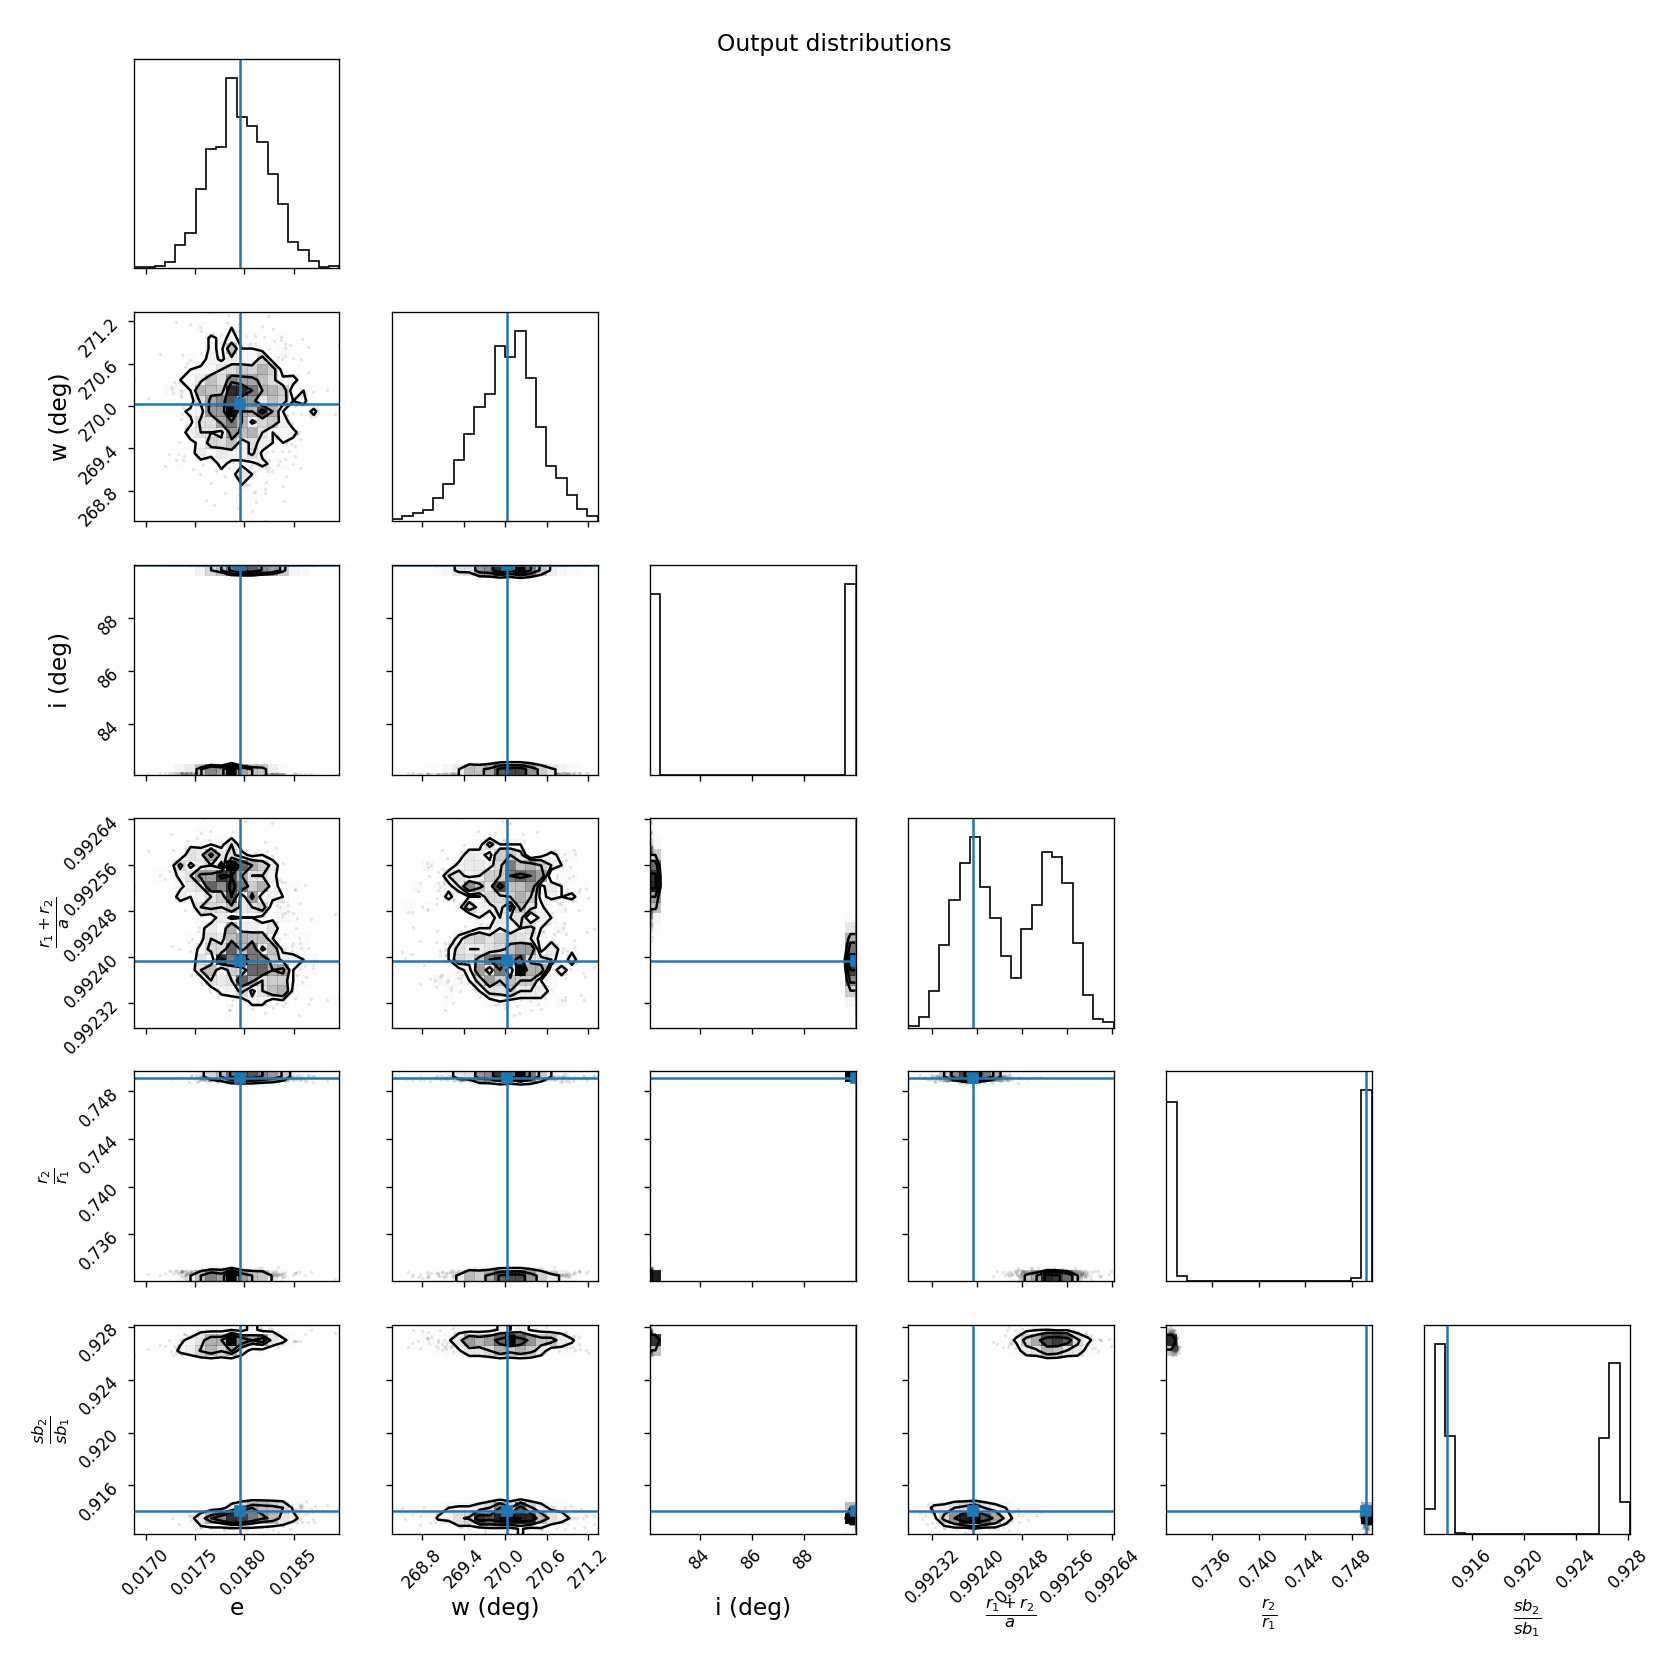 Output distributions
w (deg)
271.2
270.6
270.0
269.4
268.8
i (deg)
88
86
84
r₁ + r₂
a
0.99264
0.99256
0.99248
0.99240
0.99232
r₂
r₁
0.748
0.744
0.740
0.736
sb₂
sb₁
0.928
0.924
0.920
0.916
0.0170 0.0175 0.0180 0.0185
e
268.8 269.4 270.0 270.6 271.2
w (deg)
84 86 88
i (deg)
0.99232 0.99240 0.99248 0.99256 0.99264
r₁ + r₂
a
0.736 0.740 0.744 0.748
r₂
r₁
0.916 0.920 0.924 0.928
sb₂
sb₁